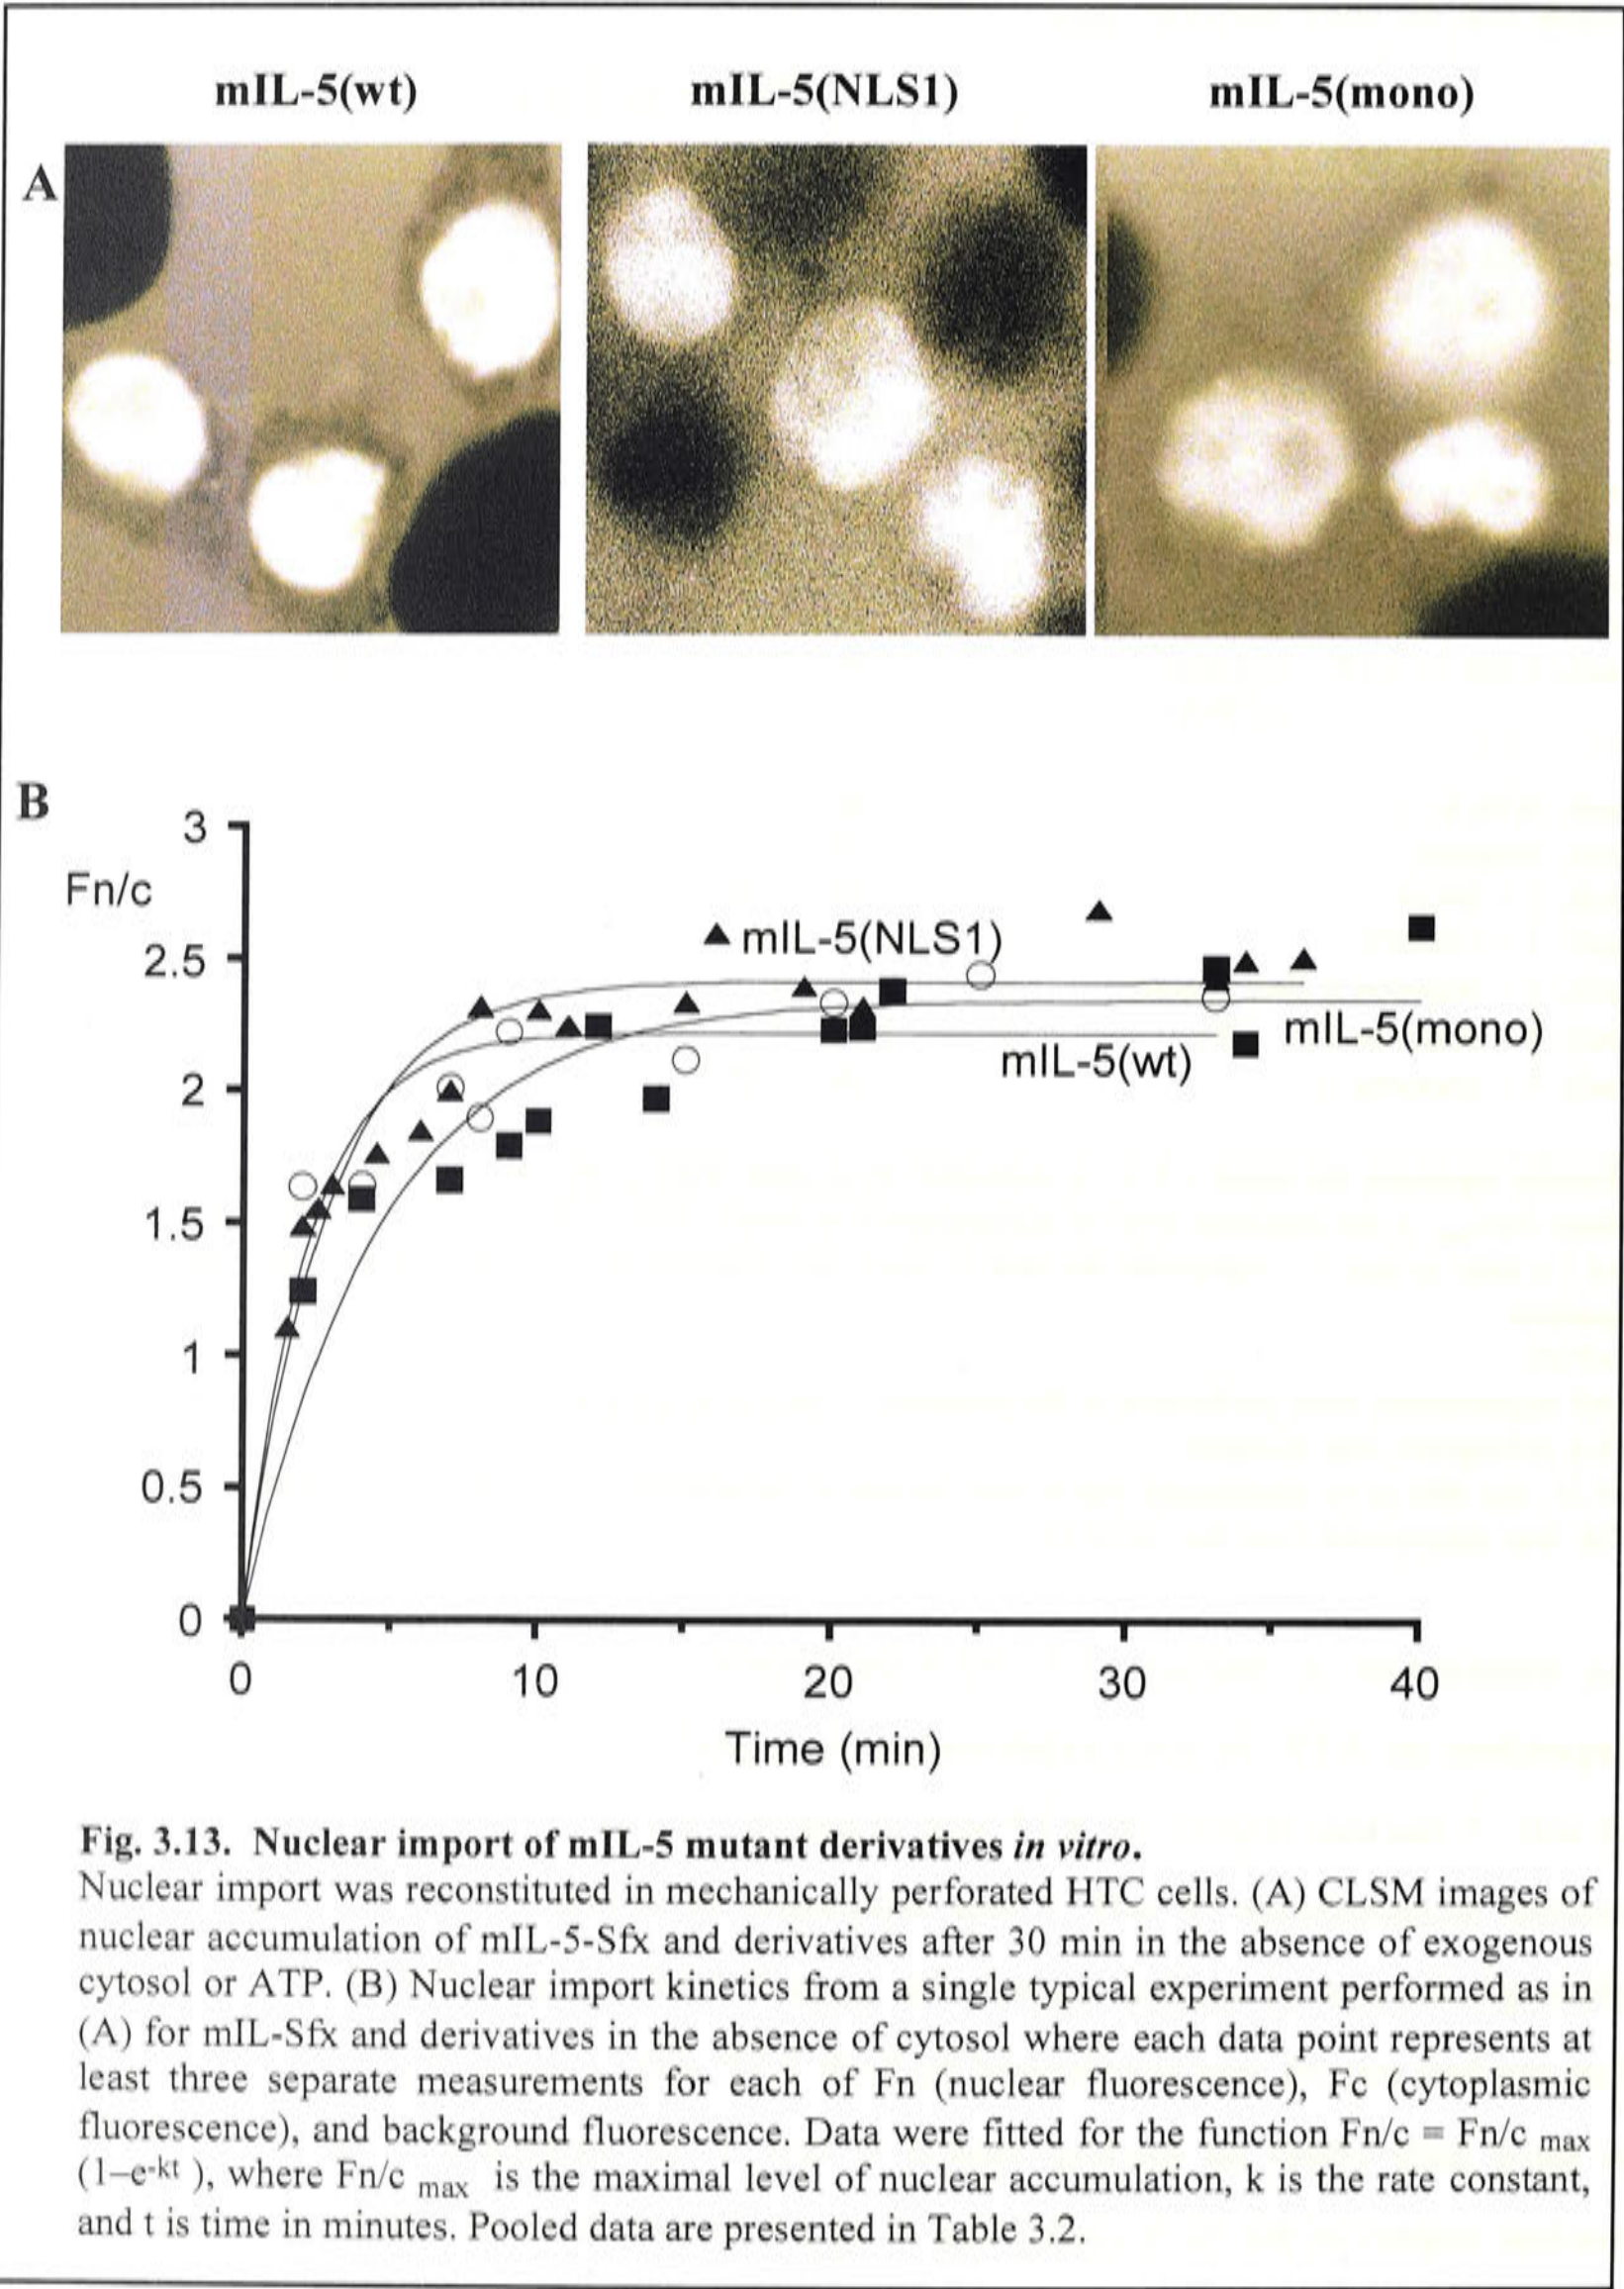 mIL-5(wt) mIL-5(NLS1) mIL-5(mono)
A
B
3
Fn/c
2.5
2
1.5
1
0.5
0
mIL-5(NLS1)
mIL-5(mono)
mIL-5(wt)
0 10 20 30 40
Time (min)
Fig. 3.13. Nuclear import of mIL-5 mutant derivatives in vitro.
Nuclear import was reconstituted in mechanically perforated HTC cells. (A) CLSM images of
nuclear accumulation of mIL-5-Sfx and derivatives after 30 min in the absence of exogenous
cytosol or ATP. (B) Nuclear import kinetics from a single typical experiment performed as in
(A) for mIL-Sfx and derivatives in the absence of cytosol where each data point represents at
least three separate measurements for each of Fn (nuclear fluorescence), Fc (cytoplasmic
fluorescence), and background fluorescence. Data were fitted for the function Fn/c = Fn/c max
(1–e-kt ), where Fn/c max is the maximal level of nuclear accumulation, k is the rate constant,
and t is time in minutes. Pooled data are presented in Table 3.2.